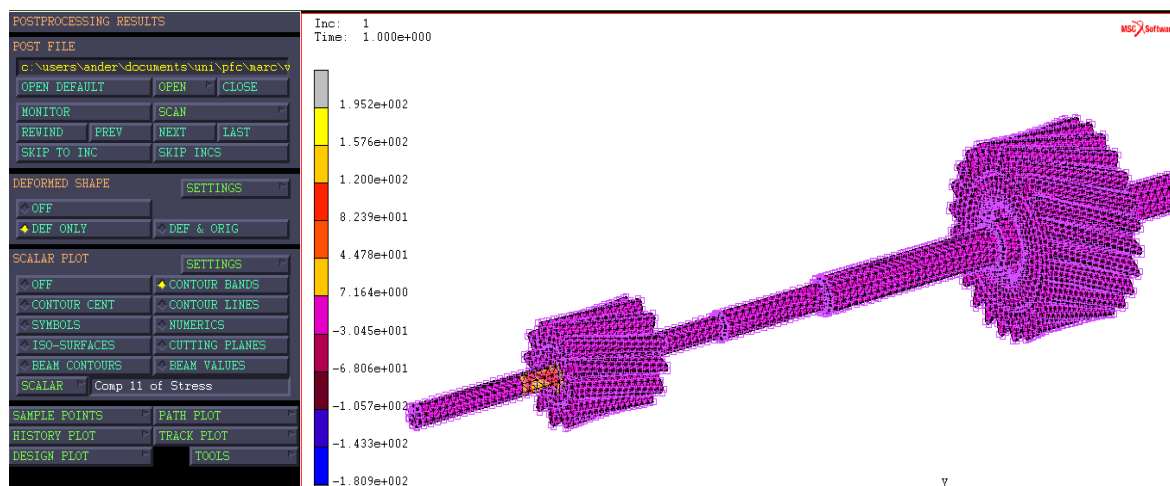 POSTPROCESSING RESULTS
POST FILE
c:\users\ander\documents\uni\pfc\marc\v
OPEN DEFAULT OPEN CLOSE
MONITOR SCAN
REWIND PREV NEXT LAST
SKIP TO INC SKIP INCS
DEFORMED SHAPE SETTINGS
OFF
DEF ONLY DEF & ORIG
SCALAR PLOT SETTINGS
OFF CONTOUR BANDS
CONTOUR CENT CONTOUR LINES
SYMBOLS NUMERICS
ISO-SURFACES CUTTING PLANES
BEAM CONTOURS BEAM VALUES
SCALAR Comp 11 of Stress
SAMPLE POINTS PATH PLOT
HISTORY PLOT TRACK PLOT
DESIGN PLOT TOOLS
Inc: 1
Time: 1.000e+000
MSC Software
1.952e+002
1.576e+002
1.200e+002
8.239e+001
4.478e+001
7.164e+000
-3.045e+001
-6.806e+001
-1.057e+002
-1.433e+002
-1.809e+002
y